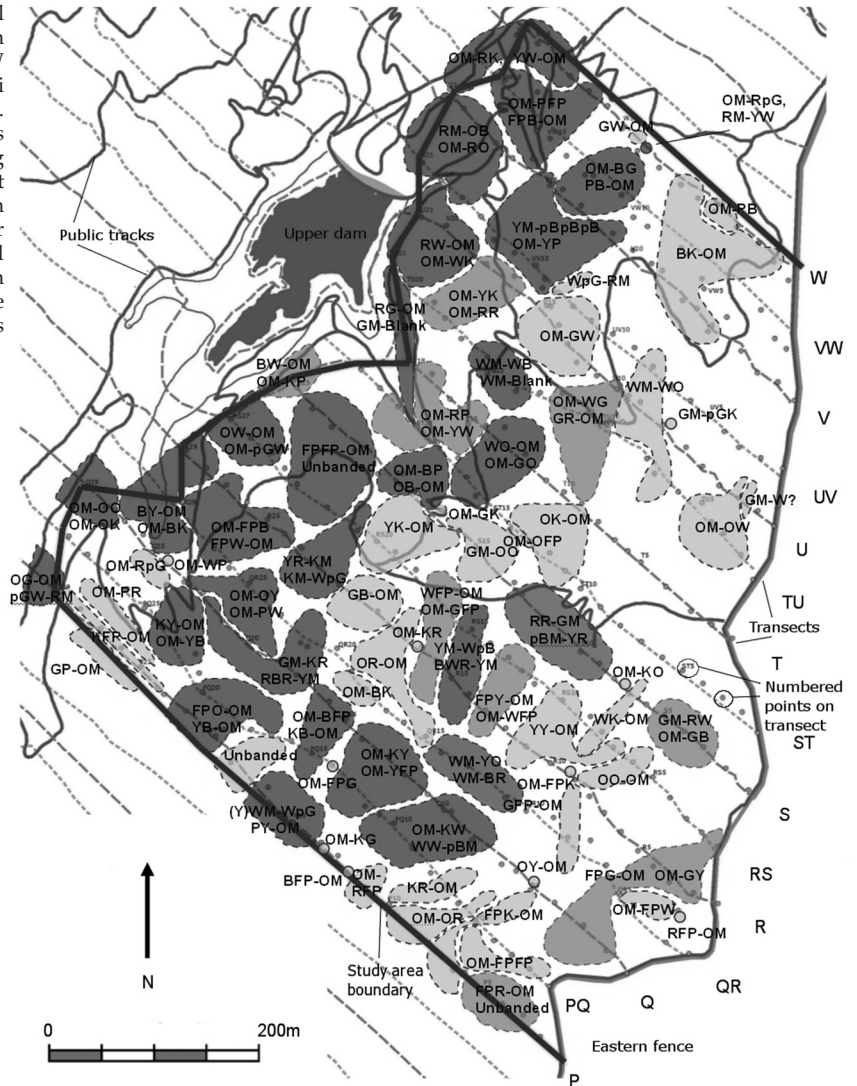 OM-RK, YW-OM
OM-PFP
FPB-OM
OM-RpG,
RM-YW
GW-OM
RM-OB
OM-RO
OM-BG
PB-OM
OM-RB
Public tracks
Upper dam
RW-OM
OM-WK
YM-pBpBpB
OM-YP
BK-OM
W
WpG-RM
OM-YK
OM-RR
RG-OM
GM-Blank
OM-GW
VW
BW-OM
OM-KP
WM-WB
WM-Blank
WM-WO
OM-WG
GR-OM
GM-pGK
V
OM-RP
OM-YW
OW-OM
OM-pGW
FPFP-OM
Unbanded
WO-OM
OM-GO
OM-BP
OB-OM
GM-W?
UV
OM-OO
OM-OK
BY-OM
OM-BK
OM-FPB
FPW-OM
YK-OM
OM-GK
OK-OM
OM-OFP
GM-OO
OM-OW
U
OM-RpG
OM-WP
YR-KM
KM-WpG
OG-OM
pGW-RM
OM-PR
OM-OY
OM-PW
GB-OM
WFP-OM
OM-GFP
TU
KY-OM
OM-YB
KFP-OM
RR-GM
pBM-YR
Transects
OM-KR
YM-WpB
BWR-YM
GP-OM
GM-KR
RBR-YM
OR-OM
T
OM-KO
Numbered
points on
transect
OM-BK
FPY-OM
OM-WFP
FPO-OM
YB-OM
OM-BFP
KB-OM
WK-OM
GM-RW
OM-GB
YY-OM
ST
Unbanded
OM-KY
OM-YFP
WM-YO
WM-BR
OM-FPG
OM-FPK
OO-OM
GFP-OM
(Y)WM-WpG
PY-OM
OM-KW
WW-pBM
S
OM-KG
BFP-OM
OM-
RFP
KR-OM
OY-OM
FPG-OM
OM-GY
RS
OM-OR
FPK-OM
OM-FPW
RFP-OM
R
OM-FPFP
Study area
boundary
N
FPR-OM
Unbanded
QR
Q
PQ
0
200m
Eastern fence
P